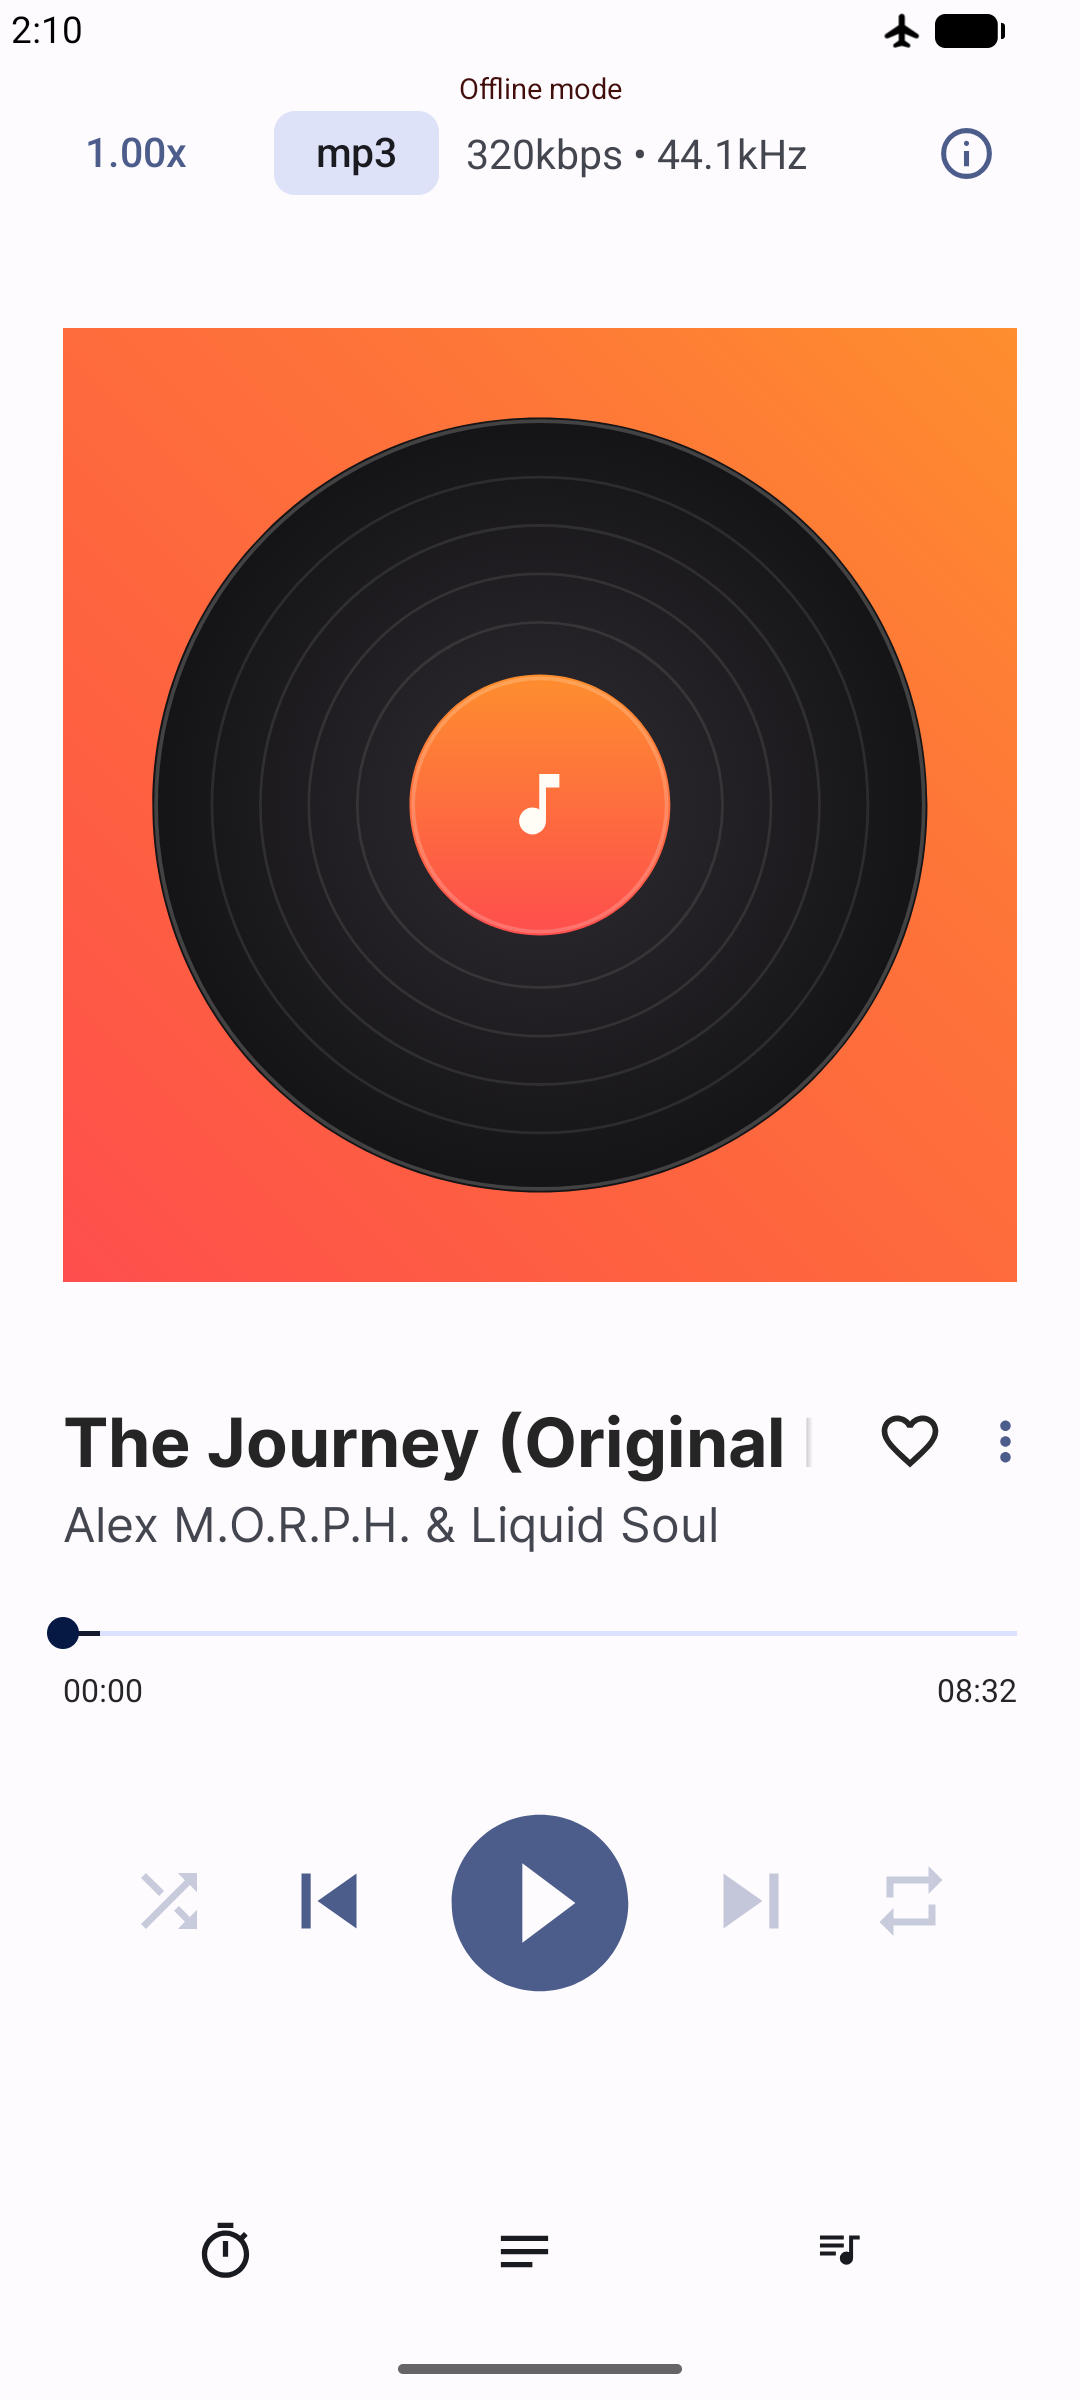 2:10
Offline mode
1.00x mp3 320kbps • 44.1kHz
The Journey (Original
Alex M.O.R.P.H. & Liquid Soul
00:00 08:32